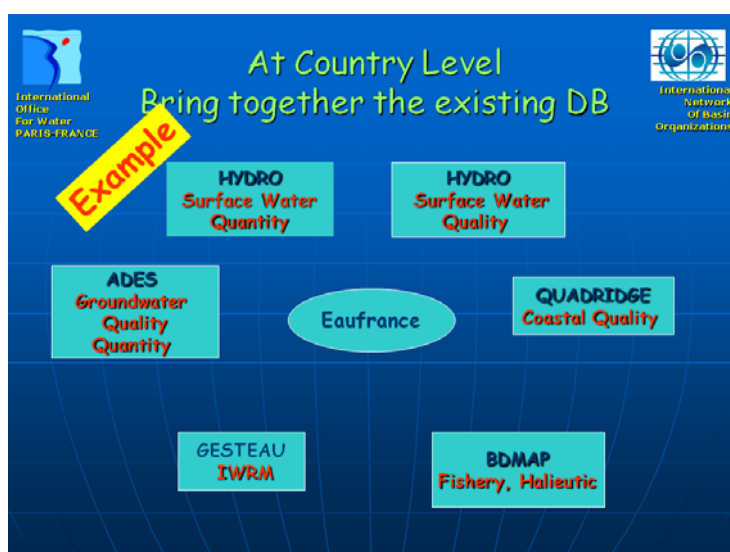 International
Office
For Water
PARIS-FRANCE
At Country Level
Bring together the existing DB
International
Network
Of Basin
Organizations
Example
HYDRO
Surface Water
Quantity
HYDRO
Surface Water
Quality
ADES
Groundwater
Quality
Quantity
Eaufrance
QUADRIDGE
Coastal Quality
GESTEAU
IWRM
BDMAP
Fishery, Halieutic